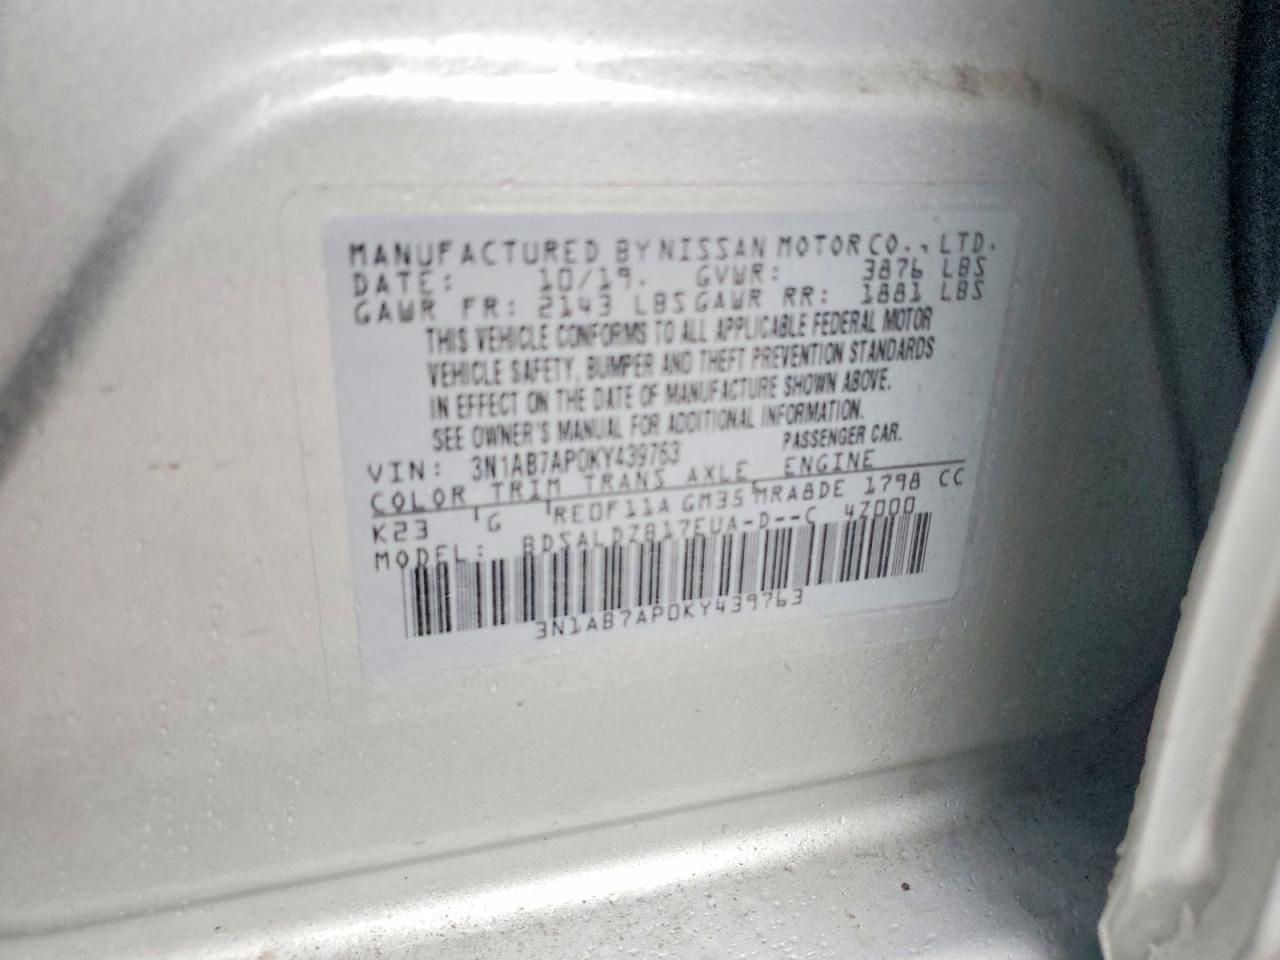 MANUFACTURED BY NISSAN MOTOR CO., LTD.
DATE: 10/19. GVWR: 3876 LBS
GAWR FR: 2143 LBS GAWR RR: 1881 LBS
THIS VEHICLE CONFORMS TO ALL APPLICABLE FEDERAL MOTOR
VEHICLE SAFETY, BUMPER AND THEFT PREVENTION STANDARDS
IN EFFECT ON THE DATE OF MANUFACTURE SHOWN ABOVE.
SEE OWNER'S MANUAL FOR ADDITIONAL INFORMATION.
VIN: 3N1AB7AP0KY439763 PASSENGER CAR.
COLOR TRIM TRANS AXLE ENGINE
K23 G RE0F11A GM35 MRA8DE 1798 CC
MODEL: BDSALDZB17EUA-D--C 4Z000
3N1AB7AP0KY439763